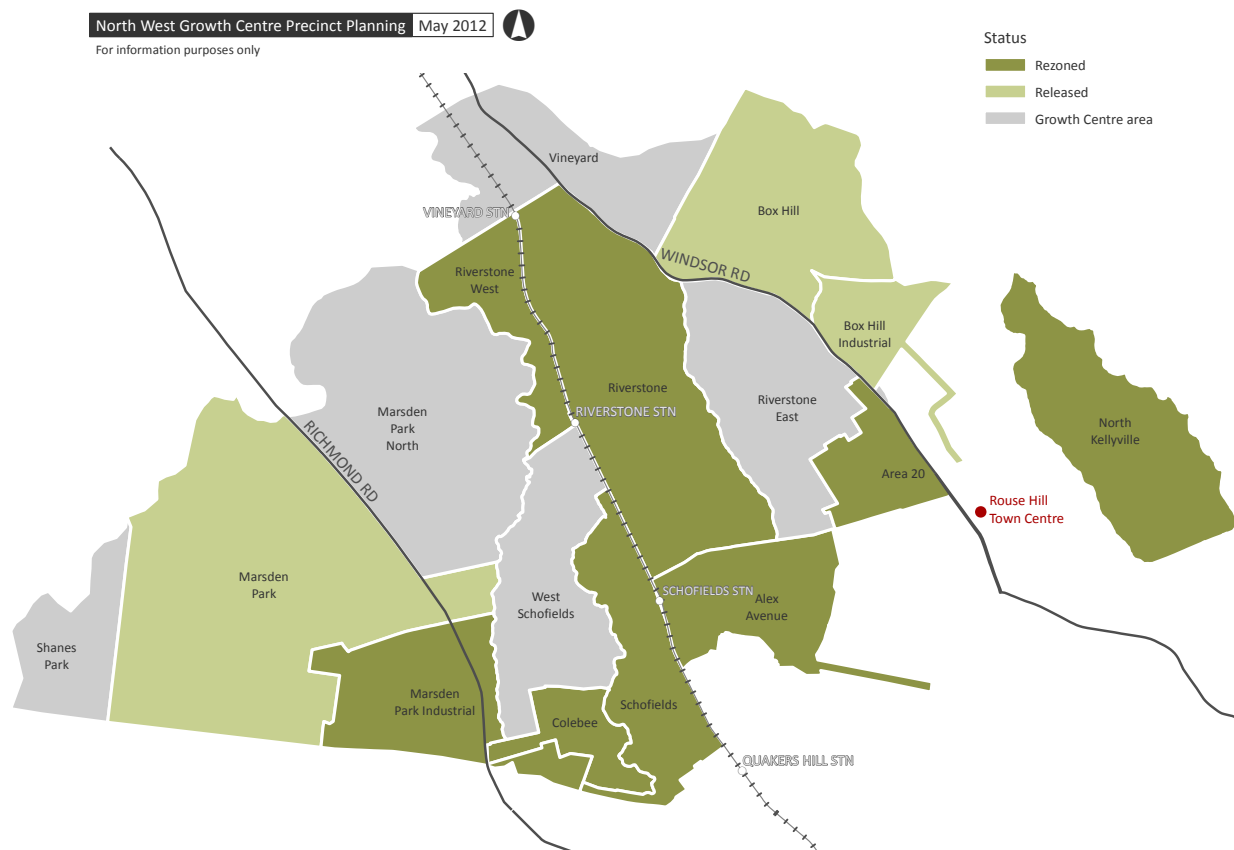 North West Growth Centre Precinct Planning May 2012
For information purposes only
Status
Rezoned
Released
Growth Centre area
Vineyard
VINEYARD STN
Box Hill
WINDSOR RD
Riverstone
West
Box Hill
Industrial
Riverstone
Riverstone
East
RIVERSTONE STN
Marsden
Park
North
North
Kellyville
RICHMOND RD
Area 20
Rouse Hill
Town Centre
Marsden
Park
West
Schofields
SCHOFIELDS STN
Alex
Avenue
Shanes
Park
Marsden
Park Industrial
Colebee
Schofields
QUAKERS HILL STN